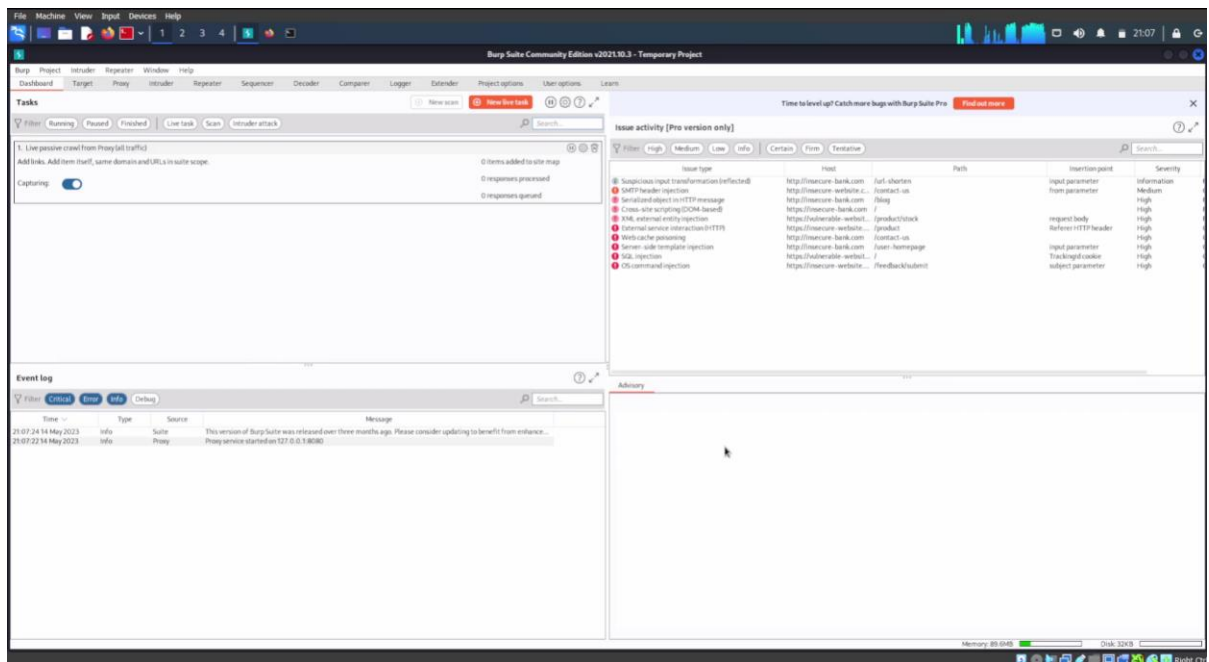 File Machine View Input Devices Help
1 2 3 4 21:07
Burp Suite Community Edition v2021.10.3 - Temporary Project
Burp Project Intruder Repeater Window Help
Dashboard Target Proxy Intruder Repeater Sequencer Decoder Comparer Logger Extender Project options User options Learn
Tasks New scan New live task
Filter Running Paused Finished Live task Scan Intruder attack Search...
1. Live passive crawl from Proxy (all traffic)
Add links. Add item itself, same domain and URLs in suite scope.
Capturing:
0 items added to site map
0 responses processed
0 responses queued
Event log
Filter Critical Error Info Debug Search...
Time Type Source Message
21:07:24 14 May 2023 Info Suite This version of Burp Suite was released over three months ago. Please consider updating to benefit from enhance...
21:07:22 14 May 2023 Info Proxy Proxy service started on 127.0.0.1:8080
Time to level up? Catch more bugs with Burp Suite Pro Find out more
Issue activity [Pro version only]
Filter High Medium Low Info Certain Firm Tentative Search...
Issue type Host Path Insertion point Severity
Suspicious input transformation (reflected) http://insecure-bank.com /url-shorten input parameter Information
SMTP header injection http://insecure-website.c... /contact-us from parameter Medium
Serialized object in HTTP message http://insecure-bank.com /blog High
Cross-site scripting (DOM-based) https://insecure-bank.com / High
XML external entity injection https://vulnerable-websit... /product/stock request body High
External service interaction (HTTP) https://insecure-website.... /product Referer HTTP header High
Web cache poisoning http://insecure-bank.com /contact-us High
Server-side template injection http://insecure-bank.com /user-homepage input parameter High
SQL injection https://vulnerable-websit... / TrackingId cookie High
OS command injection https://insecure-website.... /feedback/submit subject parameter High
Advisory
Memory: 89.6MB Disk: 32KB
Right Ctrl